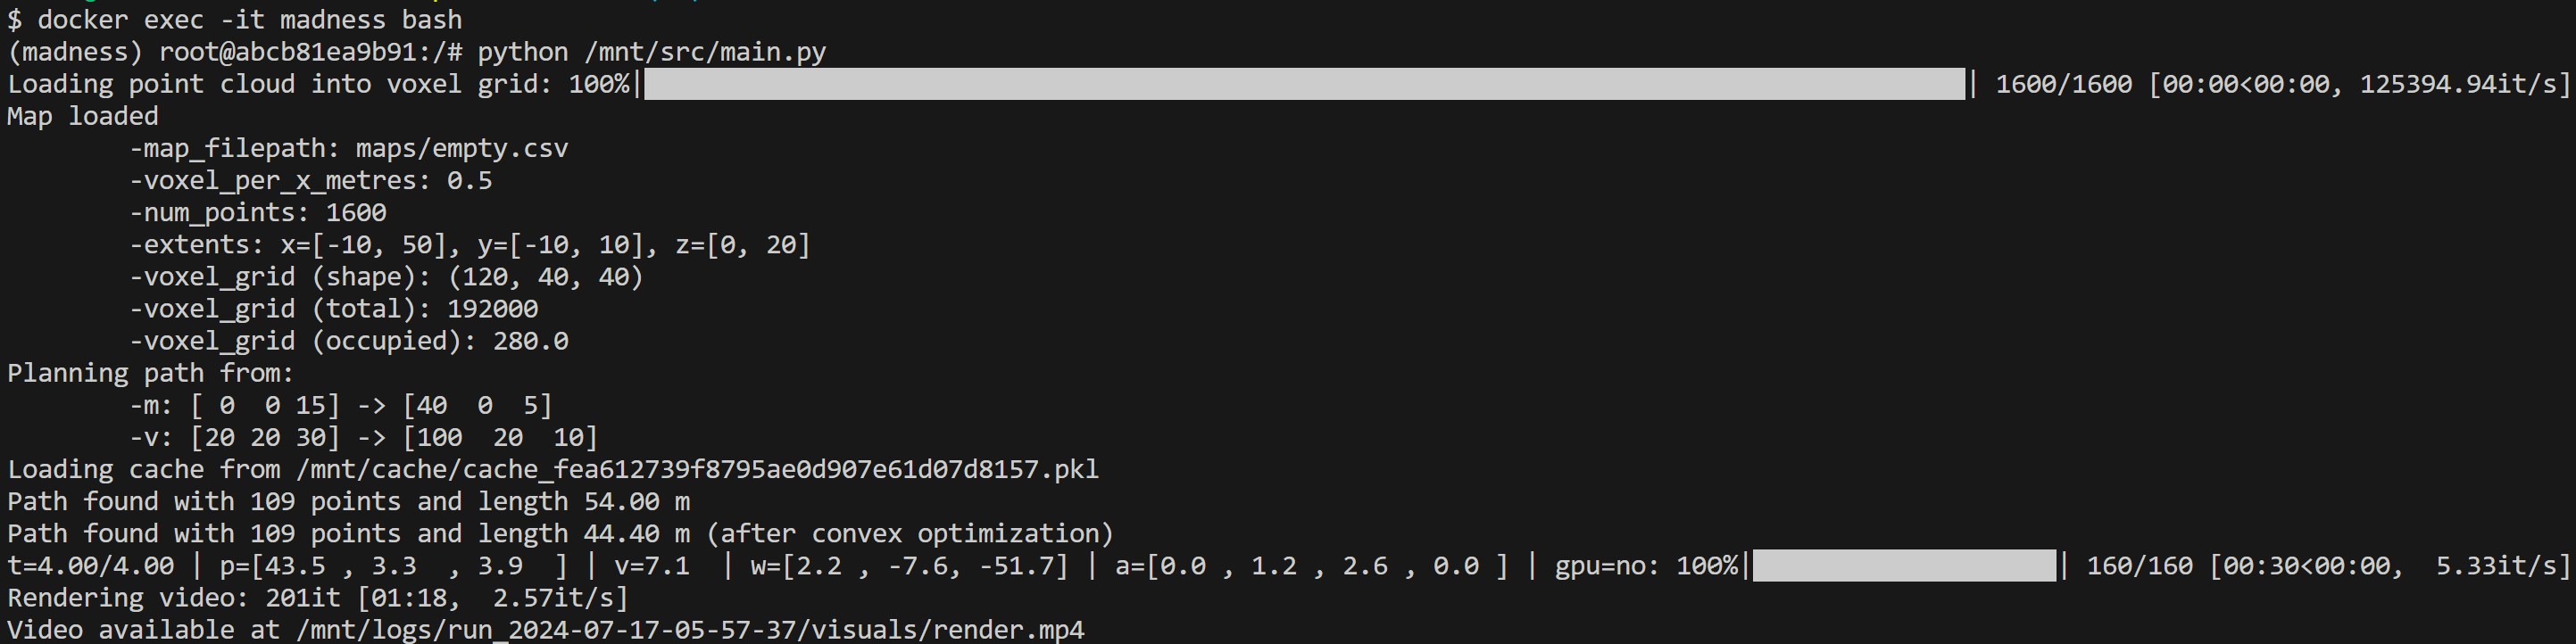 $ docker exec -it madness bash
(madness) root@abcb81ea9b91:/# python /mnt/src/main.py
Loading point cloud into voxel grid: 100%|| 1600/1600 [00:00<00:00, 125394.94it/s]
Map loaded
        -map_filepath: maps/empty.csv
        -voxel_per_x_metres: 0.5
        -num_points: 1600
        -extents: x=[-10, 50], y=[-10, 10], z=[0, 20]
        -voxel_grid (shape): (120, 40, 40)
        -voxel_grid (total): 192000
        -voxel_grid (occupied): 280.0
Planning path from:
        -m: [ 0  0 15] -> [40  0  5]
        -v: [20 20 30] -> [100  20  10]
Loading cache from /mnt/cache/cache_fea612739f8795ae0d907e61d07d8157.pkl
Path found with 109 points and length 54.00 m
Path found with 109 points and length 44.40 m (after convex optimization)
t=4.00/4.00 | p=[43.5 , 3.3  , 3.9  ] | v=7.1  | w=[2.2 , -7.6, -51.7] | a=[0.0 , 1.2 , 2.6 , 0.0 ] | gpu=no: 100%|| 160/160 [00:30<00:00,  5.33it/s]
Rendering video: 201it [01:18,  2.57it/s]
Video available at /mnt/logs/run_2024-07-17-05-57-37/visuals/render.mp4